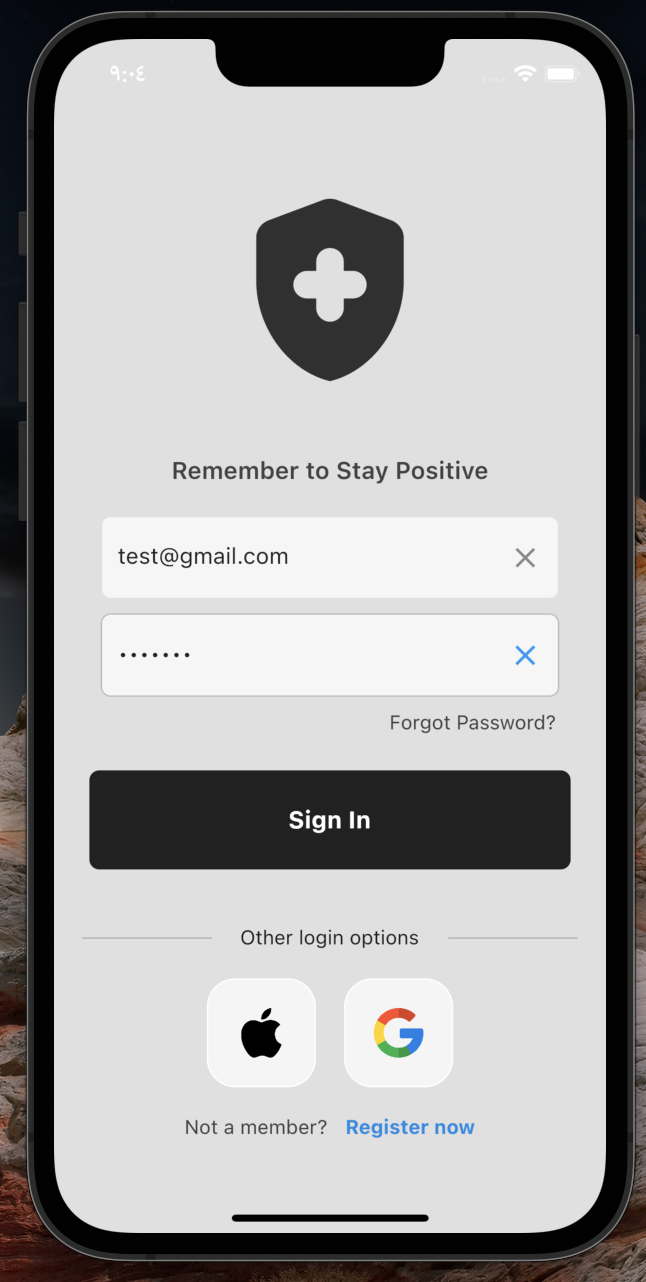 ٩:٠٤
Remember to Stay Positive
test@gmail.com
•••••••
Forgot Password?
Sign In
Other login options
Not a member? Register now